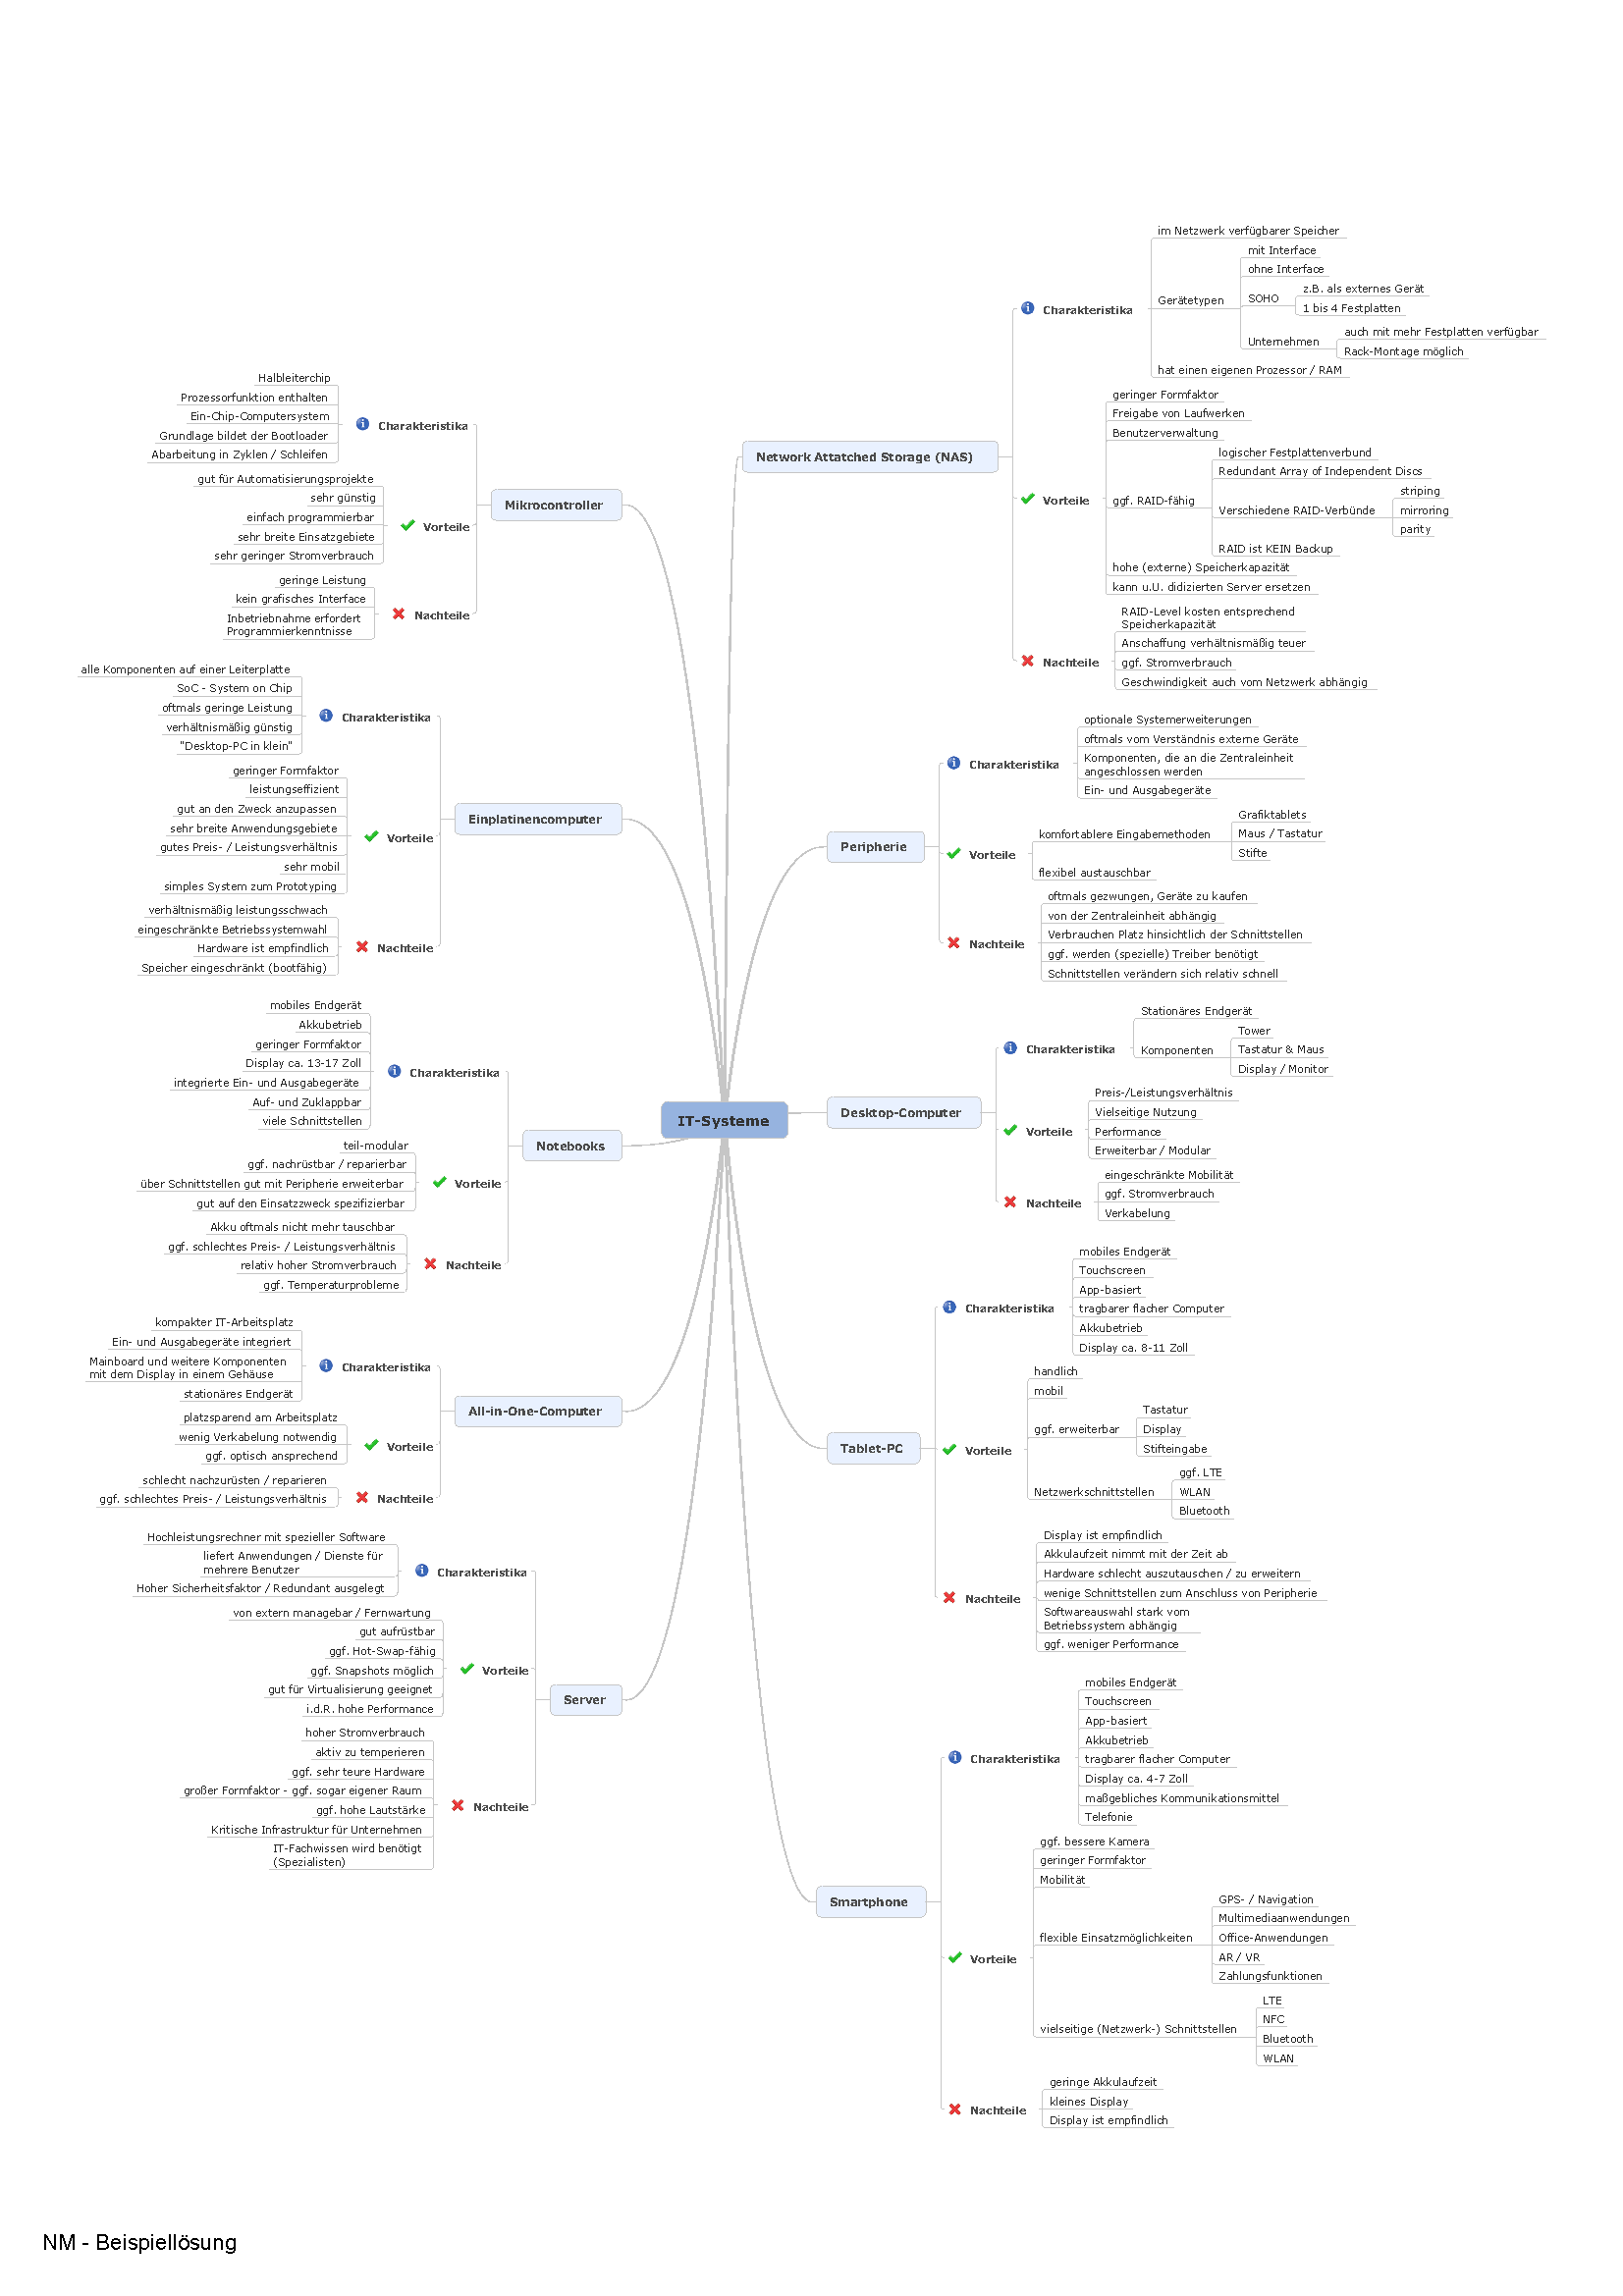 IT-Systeme
Network Attatched Storage (NAS)
Charakteristika
im Netzwerk verfügbarer Speicher
Gerätetypen
mit Interface
ohne Interface
SOHO
z.B. als externes Gerät
1 bis 4 Festplatten
Unternehmen
auch mit mehr Festplatten verfügbar
Rack-Montage möglich
hat einen eigenen Prozessor / RAM
Vorteile
geringer Formfaktor
Freigabe von Laufwerken
Benutzerverwaltung
ggf. RAID-fähig
logischer Festplattenverbund
Redundant Array of Independent Discs
Verschiedene RAID-Verbünde
striping
mirroring
parity
RAID ist KEIN Backup
hohe (externe) Speicherkapazität
kann u.U. didizierten Server ersetzen
Nachteile
RAID-Level kosten entsprechend
Speicherkapazität
Anschaffung verhältnismäßig teuer
ggf. Stromverbrauch
Geschwindigkeit auch vom Netzwerk abhängig
Peripherie
Charakteristika
optionale Systemerweiterungen
oftmals vom Verständnis externe Geräte
Komponenten, die an die Zentraleinheit
angeschlossen werden
Ein- und Ausgabegeräte
Vorteile
komfortablere Eingabemethoden
Grafiktablets
Maus / Tastatur
Stifte
flexibel austauschbar
Nachteile
oftmals gezwungen, Geräte zu kaufen
von der Zentraleinheit abhängig
Verbrauchen Platz hinsichtlich der Schnittstellen
ggf. werden (spezielle) Treiber benötigt
Schnittstellen verändern sich relativ schnell
Desktop-Computer
Charakteristika
Stationäres Endgerät
Komponenten
Tower
Tastatur & Maus
Display / Monitor
Vorteile
Preis-/Leistungsverhältnis
Vielseitige Nutzung
Performance
Erweiterbar / Modular
Nachteile
eingeschränkte Mobilität
ggf. Stromverbrauch
Verkabelung
Tablet-PC
Charakteristika
mobiles Endgerät
Touchscreen
App-basiert
tragbarer flacher Computer
Akkubetrieb
Display ca. 8-11 Zoll
Vorteile
handlich
mobil
ggf. erweiterbar
Tastatur
Display
Stifteingabe
Netzwerkschnittstellen
ggf. LTE
WLAN
Bluetooth
Nachteile
Display ist empfindlich
Akkulaufzeit nimmt mit der Zeit ab
Hardware schlecht auszutauschen / zu erweitern
wenige Schnittstellen zum Anschluss von Peripherie
Softwareauswahl stark vom
Betriebssystem abhängig
ggf. weniger Performance
Smartphone
Charakteristika
mobiles Endgerät
Touchscreen
App-basiert
Akkubetrieb
tragbarer flacher Computer
Display ca. 4-7 Zoll
maßgebliches Kommunikationsmittel
Telefonie
Vorteile
ggf. bessere Kamera
geringer Formfaktor
Mobilität
flexible Einsatzmöglichkeiten
GPS- / Navigation
Multimediaanwendungen
Office-Anwendungen
AR / VR
Zahlungsfunktionen
vielseitige (Netzwerk-) Schnittstellen
LTE
NFC
Bluetooth
WLAN
Nachteile
geringe Akkulaufzeit
kleines Display
Display ist empfindlich
Mikrocontroller
Charakteristika
Halbleiterchip
Prozessorfunktion enthalten
Ein-Chip-Computersystem
Grundlage bildet der Bootloader
Abarbeitung in Zyklen / Schleifen
Vorteile
gut für Automatisierungsprojekte
sehr günstig
einfach programmierbar
sehr breite Einsatzgebiete
sehr geringer Stromverbrauch
Nachteile
geringe Leistung
kein grafisches Interface
Inbetriebnahme erfordert
Programmierkenntnisse
Einplatinencomputer
Charakteristika
alle Komponenten auf einer Leiterplatte
SoC - System on Chip
oftmals geringe Leistung
verhältnismäßig günstig
"Desktop-PC in klein"
Vorteile
geringer Formfaktor
leistungseffizient
gut an den Zweck anzupassen
sehr breite Anwendungsgebiete
gutes Preis- / Leistungsverhältnis
sehr mobil
simples System zum Prototyping
Nachteile
verhältnismäßig leistungsschwach
eingeschränkte Betriebssystemwahl
Hardware ist empfindlich
Speicher eingeschränkt (bootfähig)
Notebooks
Charakteristika
mobiles Endgerät
Akkubetrieb
geringer Formfaktor
Display ca. 13-17 Zoll
integrierte Ein- und Ausgabegeräte
Auf- und Zuklappbar
viele Schnittstellen
Vorteile
teil-modular
ggf. nachrüstbar / reparierbar
über Schnittstellen gut mit Peripherie erweiterbar
gut auf den Einsatzzweck spezifizierbar
Nachteile
Akku oftmals nicht mehr tauschbar
ggf. schlechtes Preis- / Leistungsverhältnis
relativ hoher Stromverbrauch
ggf. Temperaturprobleme
All-in-One-Computer
Charakteristika
kompakter IT-Arbeitsplatz
Ein- und Ausgabegeräte integriert
Mainboard und weitere Komponenten
mit dem Display in einem Gehäuse
stationäres Endgerät
Vorteile
platzsparend am Arbeitsplatz
wenig Verkabelung notwendig
ggf. optisch ansprechend
Nachteile
schlecht nachzurüsten / reparieren
ggf. schlechtes Preis- / Leistungsverhältnis
Server
Charakteristika
Hochleistungsrechner mit spezieller Software
liefert Anwendungen / Dienste für
mehrere Benutzer
Hoher Sicherheitsfaktor / Redundant ausgelegt
Vorteile
von extern managebar / Fernwartung
gut aufrüstbar
ggf. Hot-Swap-fähig
ggf. Snapshots möglich
gut für Virtualisierung geeignet
i.d.R. hohe Performance
Nachteile
hoher Stromverbrauch
aktiv zu temperieren
ggf. sehr teure Hardware
großer Formfaktor - ggf. sogar eigener Raum
ggf. hohe Lautstärke
Kritische Infrastruktur für Unternehmen
IT-Fachwissen wird benötigt
(Spezialisten)
NM - Beispiellösung